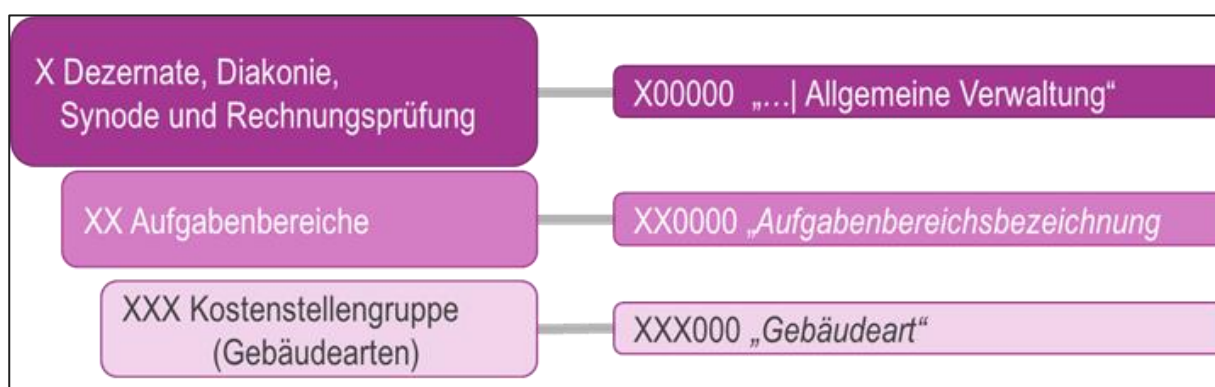 X Dezernate, Diakonie,
Synode und Rechnungsprüfung
X00000 „...| Allgemeine Verwaltung“
XX Aufgabenbereiche
XX0000 „Aufgabenbereichsbezeichnung
XXX Kostenstellengruppe
(Gebäudearten)
XXX000 „Gebäudeart“